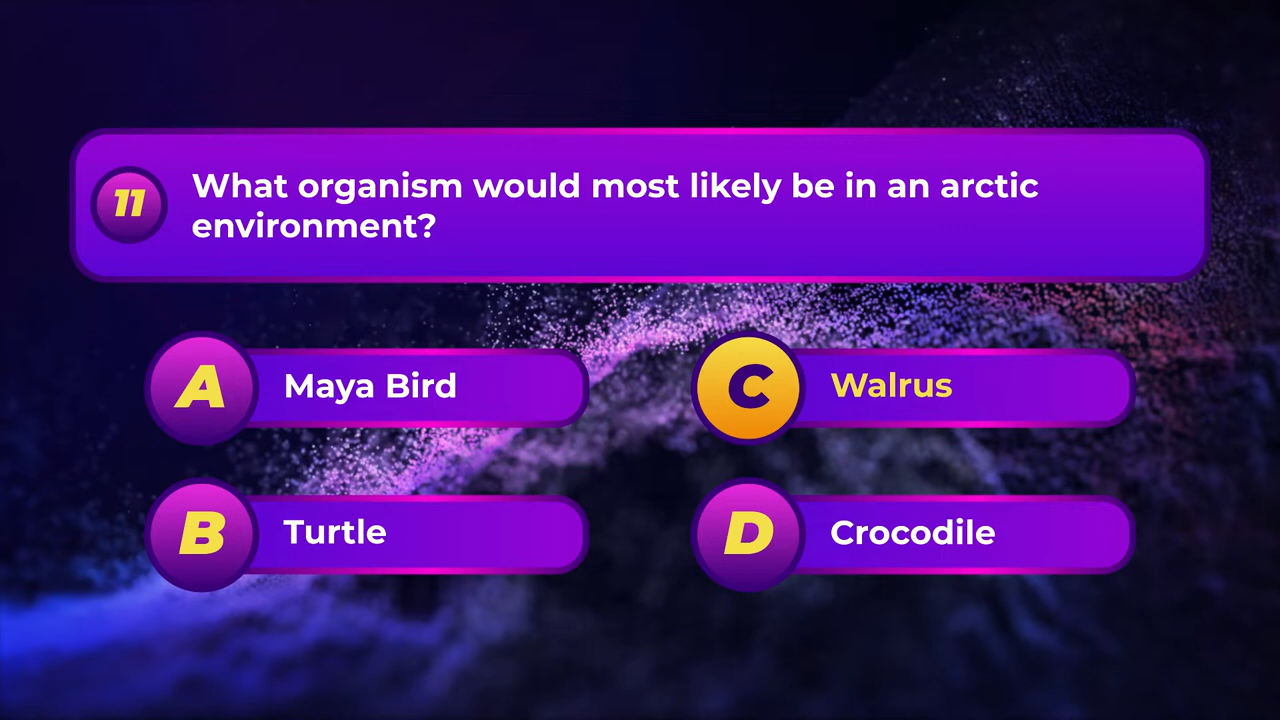 11
What organism would most likely be in an arctic
environment?
A Maya Bird
C Walrus
B Turtle
D Crocodile